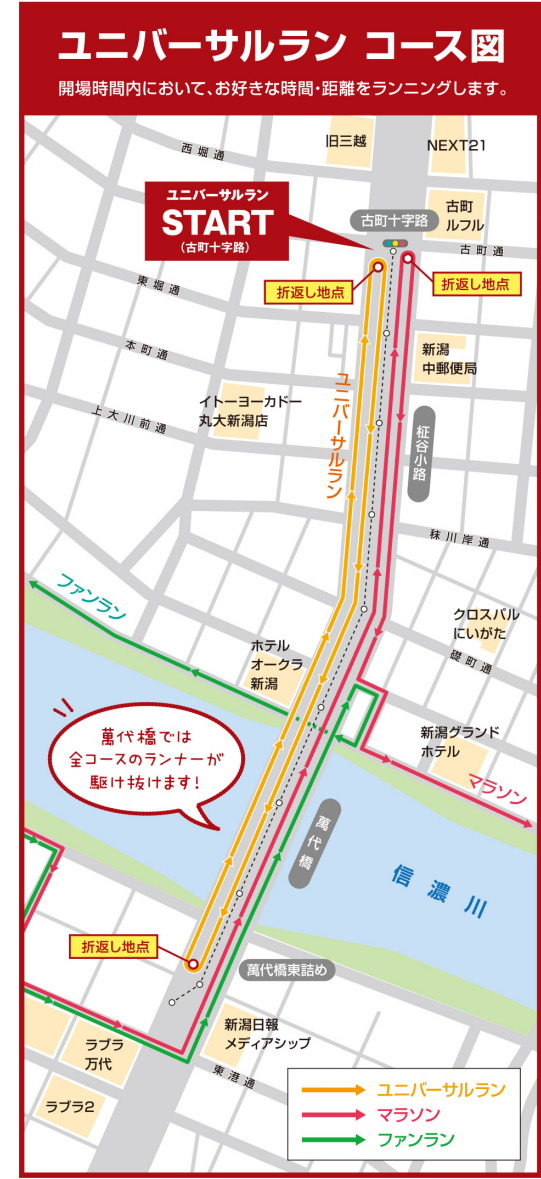 ユニバーサルラン コース図
開場時間内において、お好きな時間・距離をランニングします。
旧三越
NEXT21
西堀通
ユニバーサルラン
START
(古町十字路)
古町十字路
古町
ルフル
古町通
折返し地点
折返し地点
東堀通
本町通
新潟
中郵便局
イトーヨーカドー
丸大新潟店
上大川前通
ユニバーサルラン
柾谷小路
秣川岸通
ファンラン
クロスパル
にいがた
礎町通
ホテル
オークラ
新潟
新潟グランド
ホテル
マラソン
萬代橋では
全コースのランナーが
駆け抜けます!
萬代橋
信濃川
折返し地点
萬代橋東詰め
新潟日報
メディアシップ
東港通
ラブラ
万代
ラブラ2
ユニバーサルラン
マラソン
ファンラン